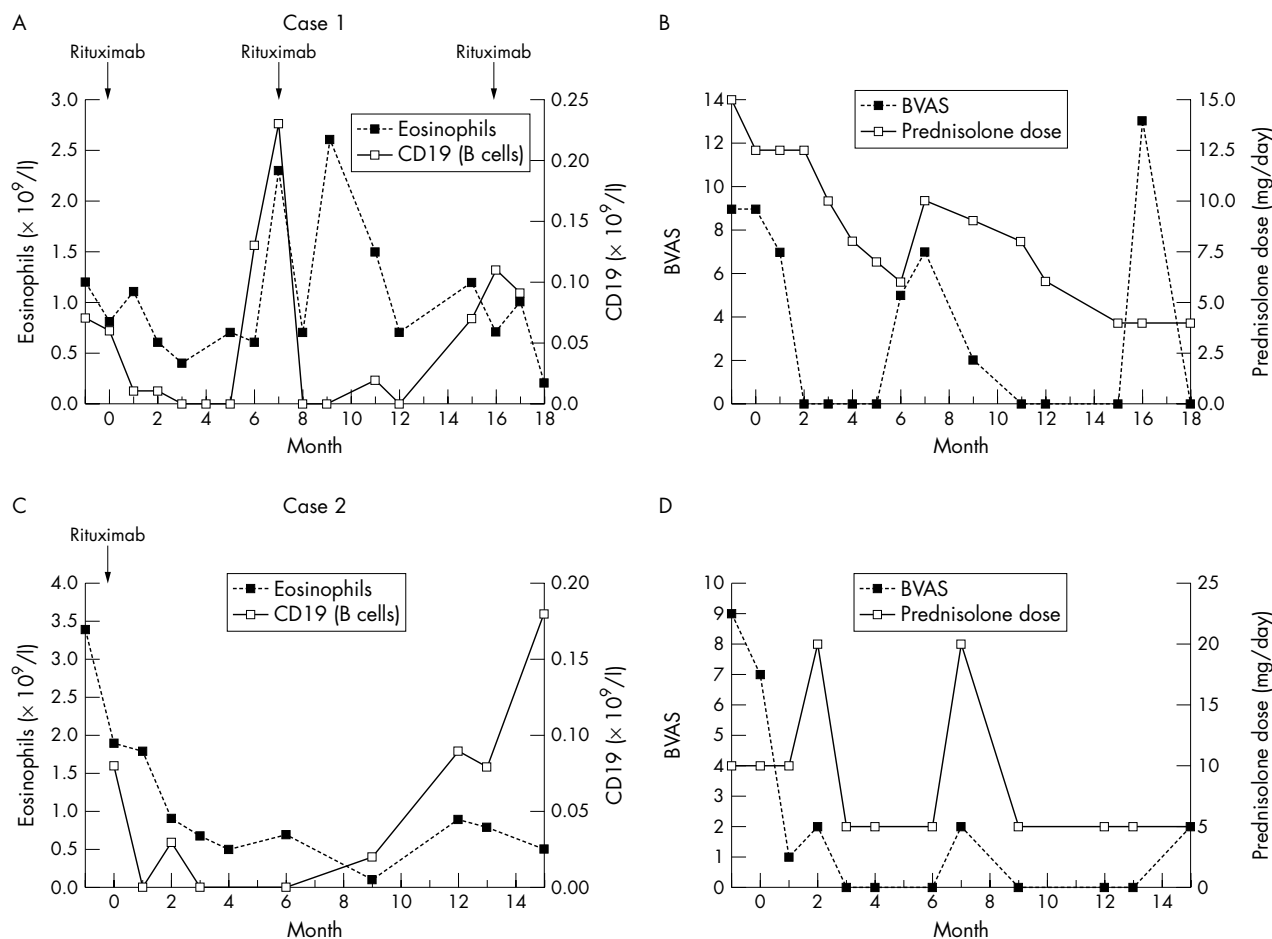 A
Case 1
Rituximab
Rituximab
Rituximab
Eosinophils (× 10⁹/l)
3.0
2.5
2.0
1.5
1.0
0.5
0.0
Eosinophils
CD19 (B cells)
0.25
0.20
0.15
0.10
0.05
0.0
CD19 (× 10⁹/l)
0 2 4 6 8 10 12 14 16 18
Month
B
BVAS
14
12
10
8
6
4
2
0
BVAS
Prednisolone dose
15.0
12.5
10.0
7.5
5.0
2.5
0.0
Prednisolone dose (mg/day)
0 2 4 6 8 10 12 14 16 18
Month
C
Case 2
Rituximab
Eosinophils (× 10⁹/l)
4.0
3.5
3.0
2.5
2.0
1.5
1.0
0.5
0.0
Eosinophils
CD19 (B cells)
0.20
0.15
0.10
0.05
0.00
CD19 (× 10⁹/l)
0 2 4 6 8 10 12 14
Month
D
BVAS
10
9
8
7
6
5
4
3
2
1
0
BVAS
Prednisolone dose
25
20
15
10
5
0
Prednisolone dose (mg/day)
0 2 4 6 8 10 12 14
Month